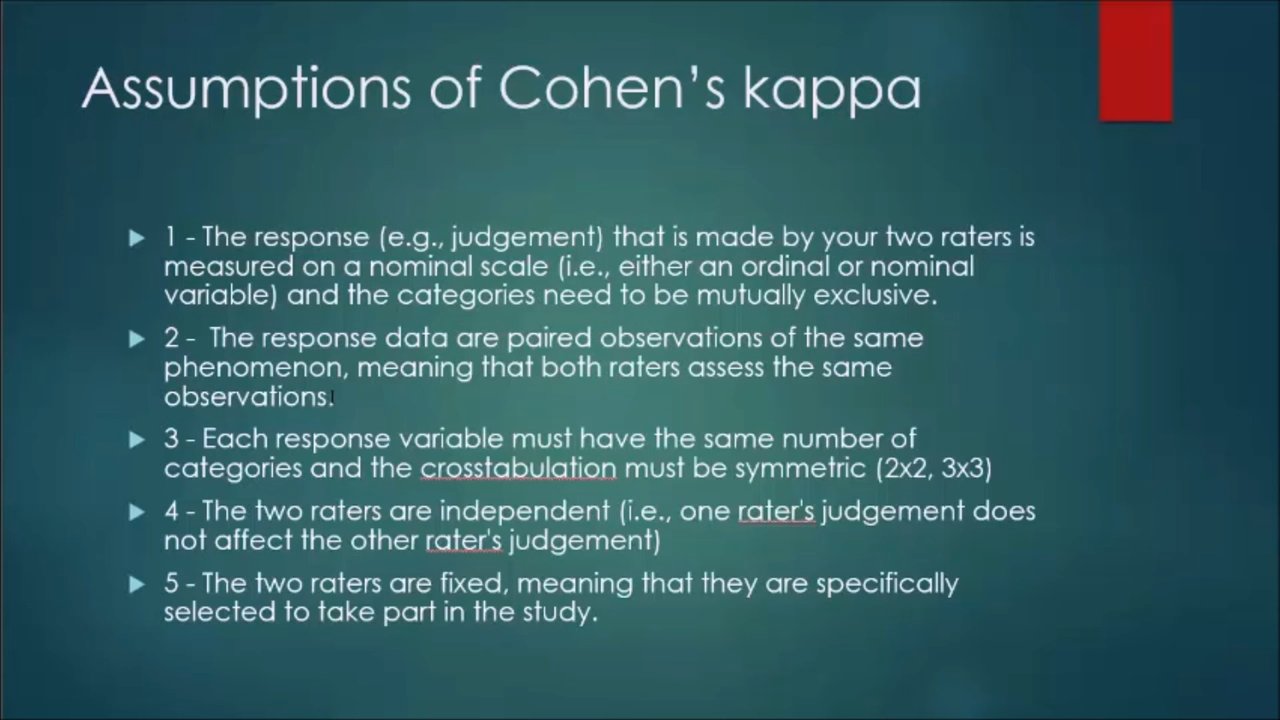 Assumptions of Cohen's kappa
1 - The response (e.g., judgement) that is made by your two raters is
measured on a nominal scale (i.e., either an ordinal or nominal
variable) and the categories need to be mutually exclusive.
2 - The response data are paired observations of the same
phenomenon, meaning that both raters assess the same
observations.
3 - Each response variable must have the same number of
categories and the crosstabulation must be symmetric (2x2, 3x3)
4 - The two raters are independent (i.e., one rater's judgement does
not affect the other rater's judgement)
5 - The two raters are fixed, meaning that they are specifically
selected to take part in the study.